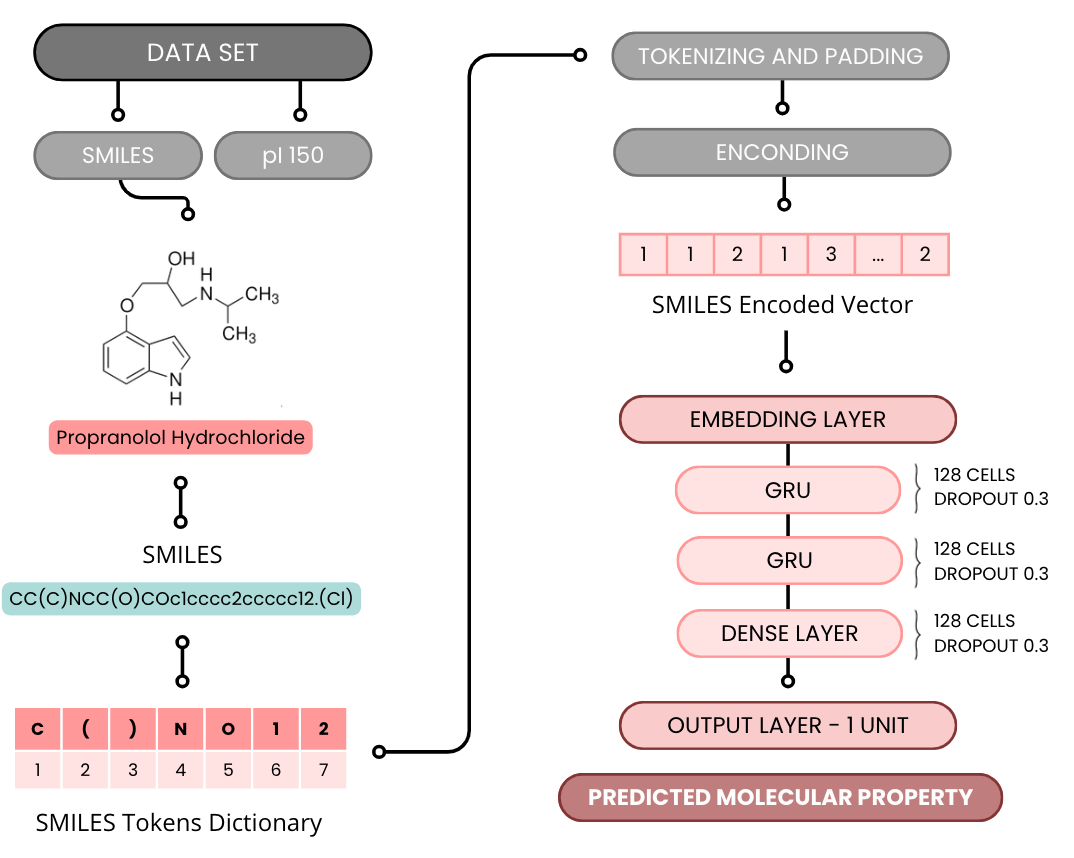 DATA SET
SMILES
pI 150
OH
H
N
CH3
O
CH3
N
H
Propranolol Hydrochloride
SMILES
CC(C)NCC(O)COc1cccc2ccccc12.(Cl)
C ( ) N O 1 2
1 2 3 4 5 6 7
SMILES Tokens Dictionary
TOKENIZING AND PADDING
ENCONDING
1 1 2 1 3 ... 2
SMILES Encoded Vector
EMBEDDING LAYER
GRU
128 CELLS
DROPOUT 0.3
GRU
128 CELLS
DROPOUT 0.3
DENSE LAYER
128 CELLS
DROPOUT 0.3
OUTPUT LAYER - 1 UNIT
PREDICTED MOLECULAR PROPERTY